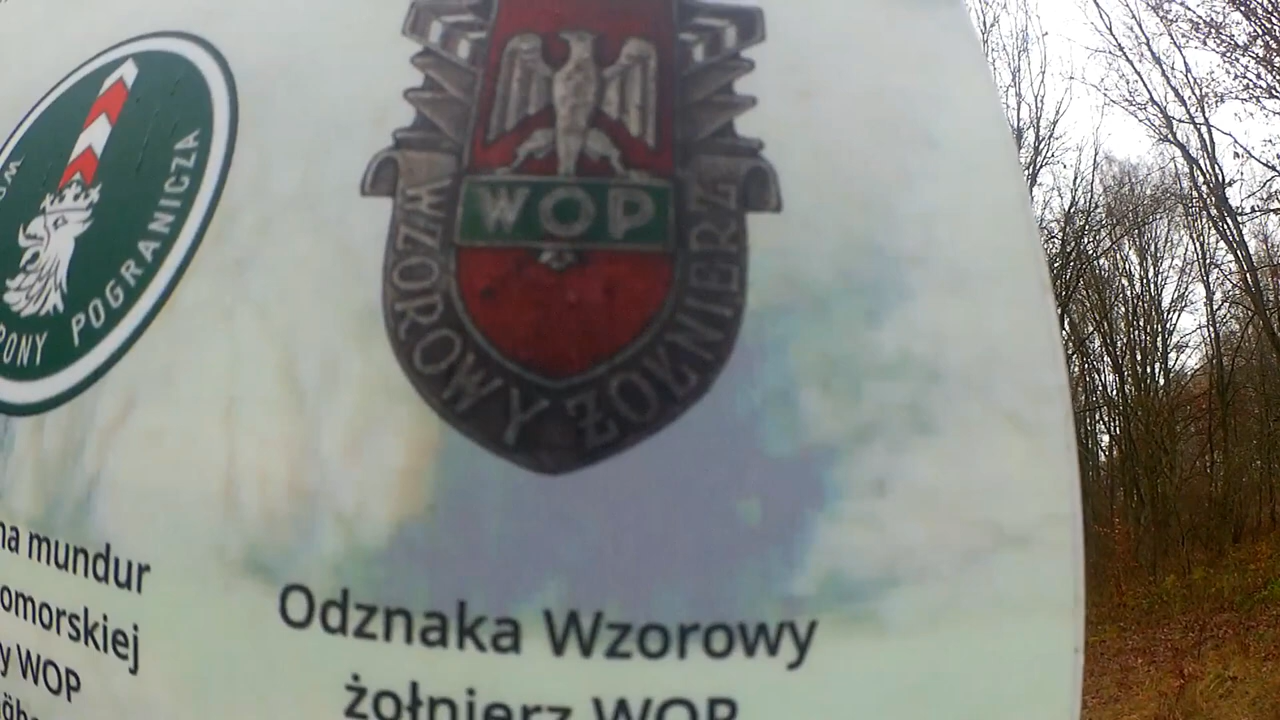 PONY POGRANICZA
WOP
WZOROWY ŻOŁNIERZ
na mundur
omorskiej
y WOP
Odznaka Wzorowy
żołnierz WOP